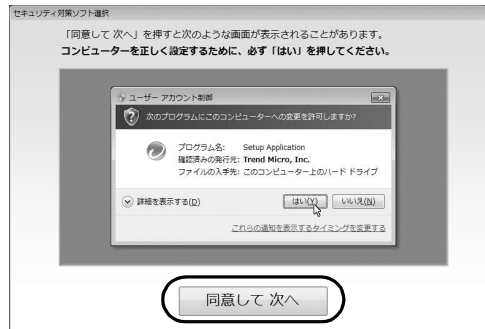 セキュリティ対策ソフト選択
「同意して 次へ」を押すと次のような画面が表示されることがあります。
コンピューターを正しく設定するために、必ず「はい」を押してください。
ユーザー アカウント制御
次のプログラムにこのコンピューターへの変更を許可しますか?
プログラム名: Setup Application
確認済みの発行元: Trend Micro, Inc.
ファイルの入手先: このコンピューター上のハード ドライブ
詳細を表示する(D) はい(Y) いいえ(N)
これらの通知を表示するタイミングを変更する
同意して 次へ